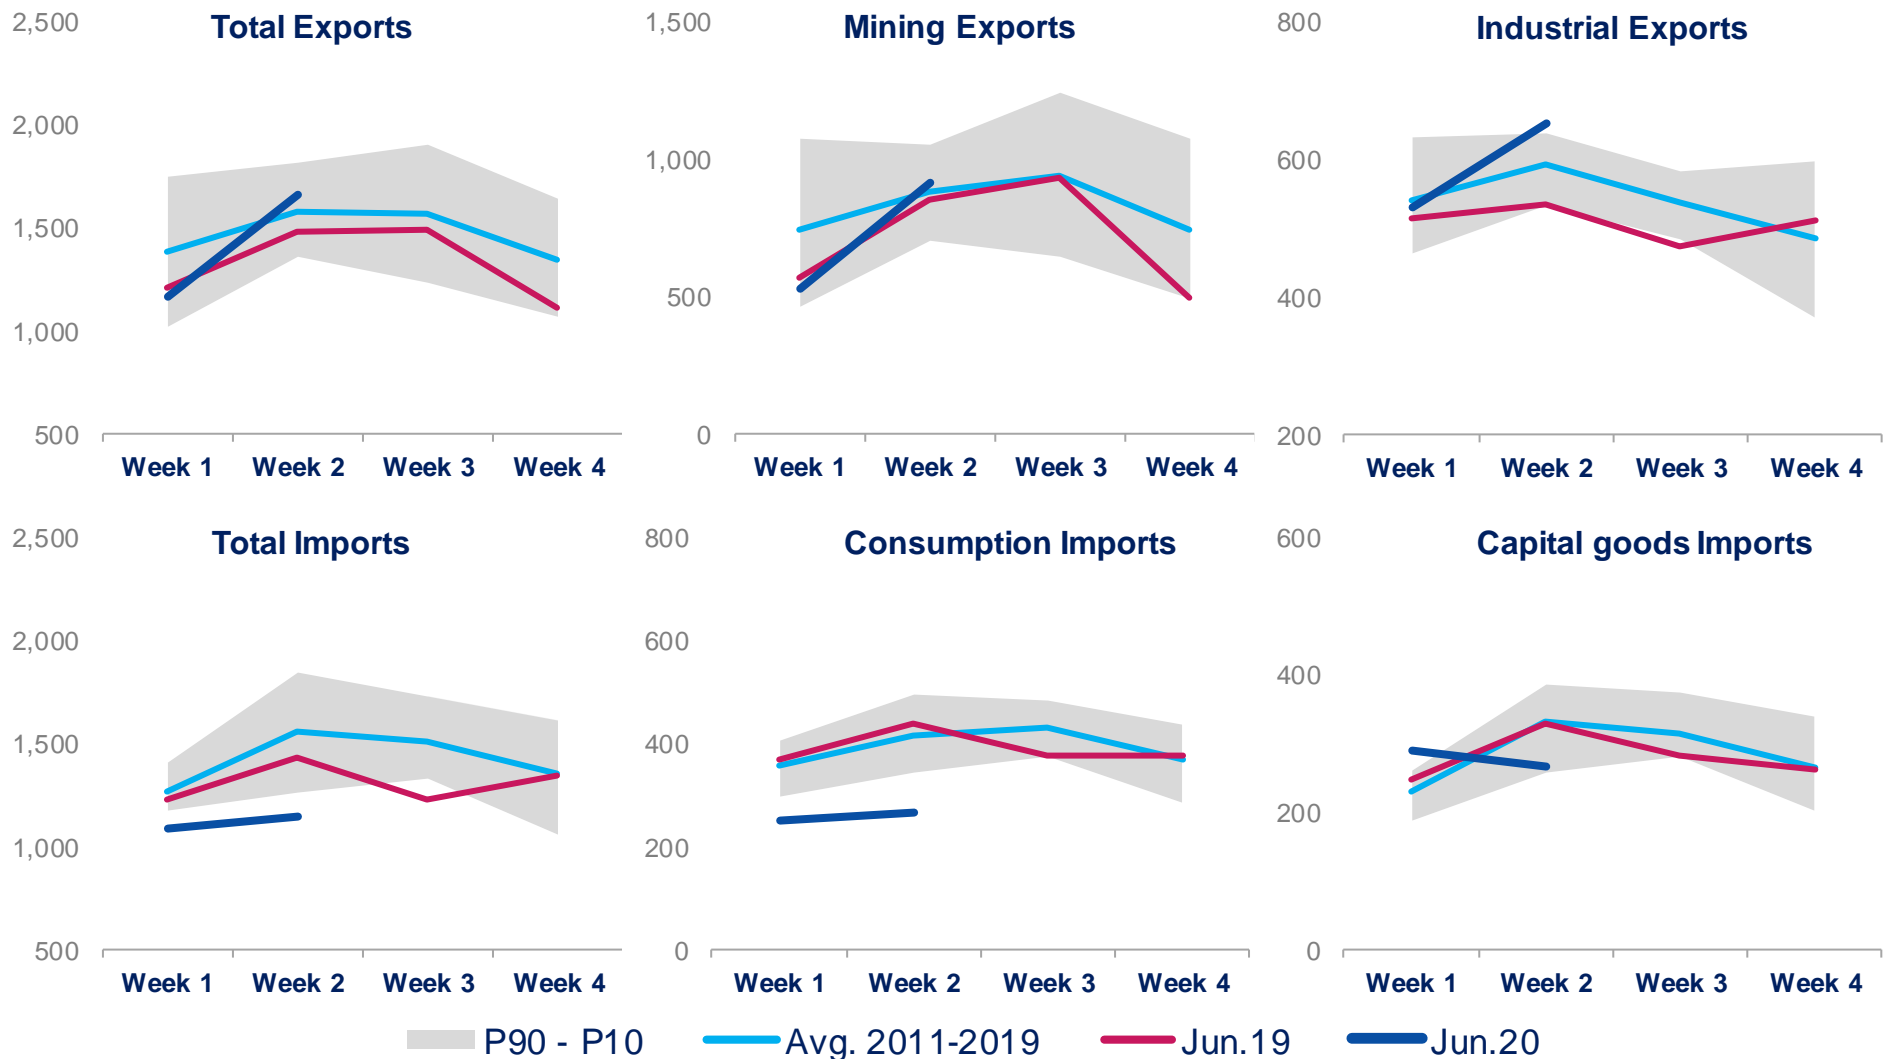 Total Exports
2,500
2,000
1,500
1,000
500
Week 1 Week 2 Week 3 Week 4
Mining Exports
1,500
1,000
500
0
Week 1 Week 2 Week 3 Week 4
Industrial Exports
800
600
400
200
Week 1 Week 2 Week 3 Week 4
Total Imports
2,500
2,000
1,500
1,000
500
Week 1 Week 2 Week 3 Week 4
Consumption Imports
800
600
400
200
0
Week 1 Week 2 Week 3 Week 4
Capital goods Imports
600
400
200
0
Week 1 Week 2 Week 3 Week 4
P90 - P10 Avg. 2011-2019 Jun.19 Jun.20